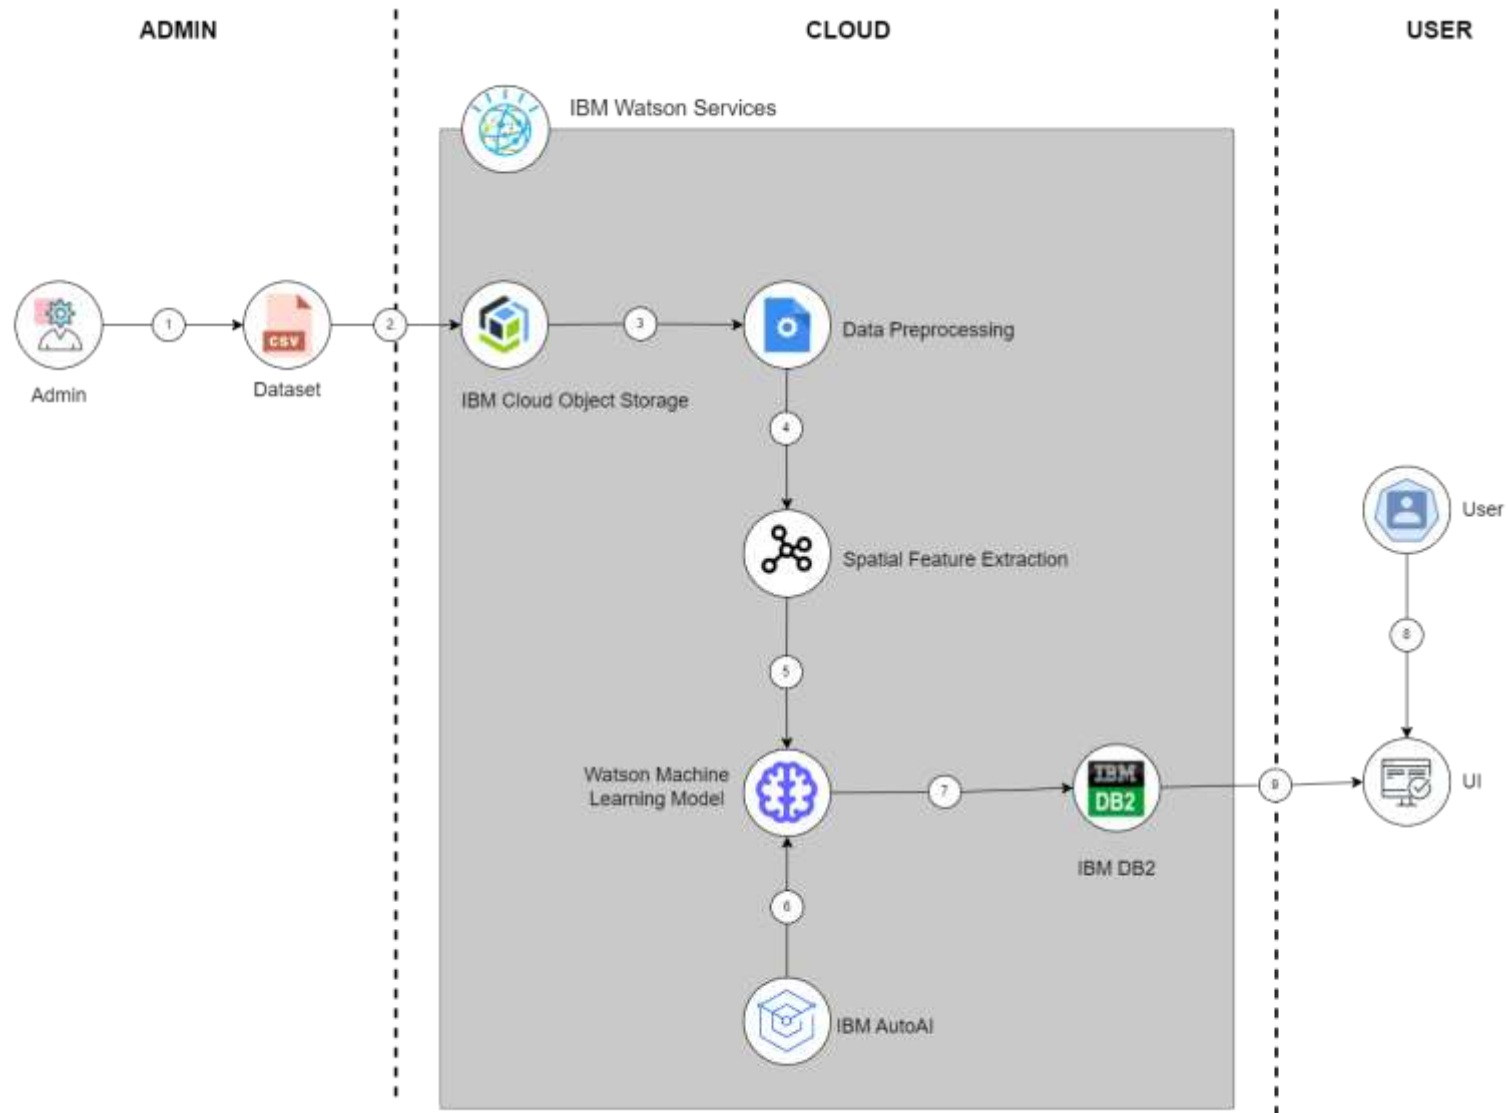 ADMIN
CLOUD
USER
IBM Watson Services
1
2
3
CSV
Admin
Dataset
IBM Cloud Object Storage
Data Preprocessing
4
Spatial Feature Extraction
User
5
8
Watson Machine
Learning Model
7
IBM
DB2
9
UI
IBM DB2
6
IBM AutoAI